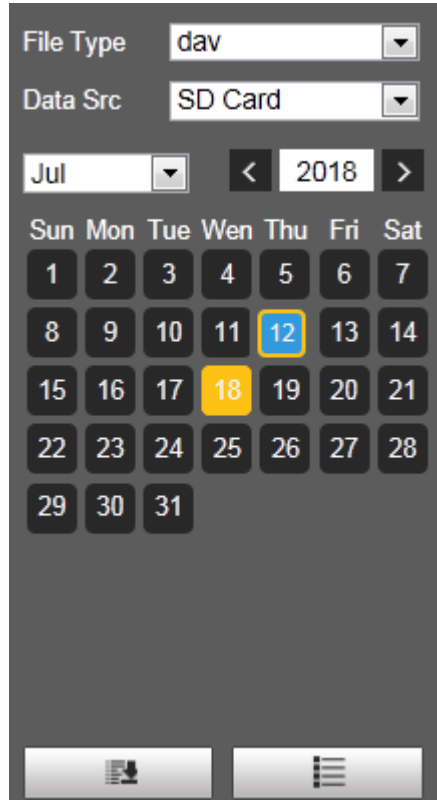 File Type dav
Data Src SD Card
Jul < 2018 >
Sun Mon Tue Wen Thu Fri Sat
1 2 3 4 5 6 7
8 9 10 11 12 13 14
15 16 17 18 19 20 21
22 23 24 25 26 27 28
29 30 31